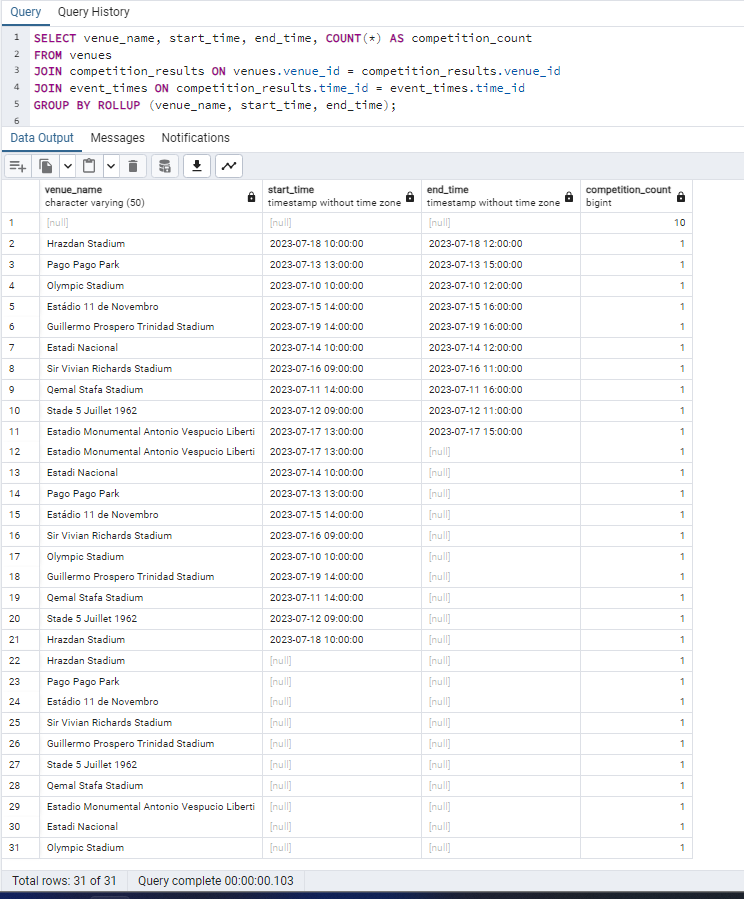 Query Query History
1 SELECT venue_name, start_time, end_time, COUNT(*) AS competition_count
2 FROM venues
3 JOIN competition_results ON venues.venue_id = competition_results.venue_id
4 JOIN event_times ON competition_results.time_id = event_times.time_id
5 GROUP BY ROLLUP (venue_name, start_time, end_time);
6
Data Output Messages Notifications
venue_name start_time end_time competition_count
character varying (50) timestamp without time zone timestamp without time zone bigint
1 [null] [null] [null] 10
2 Hrazdan Stadium 2023-07-18 10:00:00 2023-07-18 12:00:00 1
3 Pago Pago Park 2023-07-13 13:00:00 2023-07-13 15:00:00 1
4 Olympic Stadium 2023-07-10 10:00:00 2023-07-10 12:00:00 1
5 Estádio 11 de Novembro 2023-07-15 14:00:00 2023-07-15 16:00:00 1
6 Guillermo Prospero Trinidad Stadium 2023-07-19 14:00:00 2023-07-19 16:00:00 1
7 Estadi Nacional 2023-07-14 10:00:00 2023-07-14 12:00:00 1
8 Sir Vivian Richards Stadium 2023-07-16 09:00:00 2023-07-16 11:00:00 1
9 Qemal Stafa Stadium 2023-07-11 14:00:00 2023-07-11 16:00:00 1
10 Stade 5 Juillet 1962 2023-07-12 09:00:00 2023-07-12 11:00:00 1
11 Estadio Monumental Antonio Vespucio Liberti 2023-07-17 13:00:00 2023-07-17 15:00:00 1
12 Estadio Monumental Antonio Vespucio Liberti 2023-07-17 13:00:00 [null] 1
13 Estadi Nacional 2023-07-14 10:00:00 [null] 1
14 Pago Pago Park 2023-07-13 13:00:00 [null] 1
15 Estádio 11 de Novembro 2023-07-15 14:00:00 [null] 1
16 Sir Vivian Richards Stadium 2023-07-16 09:00:00 [null] 1
17 Olympic Stadium 2023-07-10 10:00:00 [null] 1
18 Guillermo Prospero Trinidad Stadium 2023-07-19 14:00:00 [null] 1
19 Qemal Stafa Stadium 2023-07-11 14:00:00 [null] 1
20 Stade 5 Juillet 1962 2023-07-12 09:00:00 [null] 1
21 Hrazdan Stadium 2023-07-18 10:00:00 [null] 1
22 Hrazdan Stadium [null] [null] 1
23 Pago Pago Park [null] [null] 1
24 Estádio 11 de Novembro [null] [null] 1
25 Sir Vivian Richards Stadium [null] [null] 1
26 Guillermo Prospero Trinidad Stadium [null] [null] 1
27 Stade 5 Juillet 1962 [null] [null] 1
28 Qemal Stafa Stadium [null] [null] 1
29 Estadio Monumental Antonio Vespucio Liberti [null] [null] 1
30 Estadi Nacional [null] [null] 1
31 Olympic Stadium [null] [null] 1
Total rows: 31 of 31 Query complete 00:00:00.103